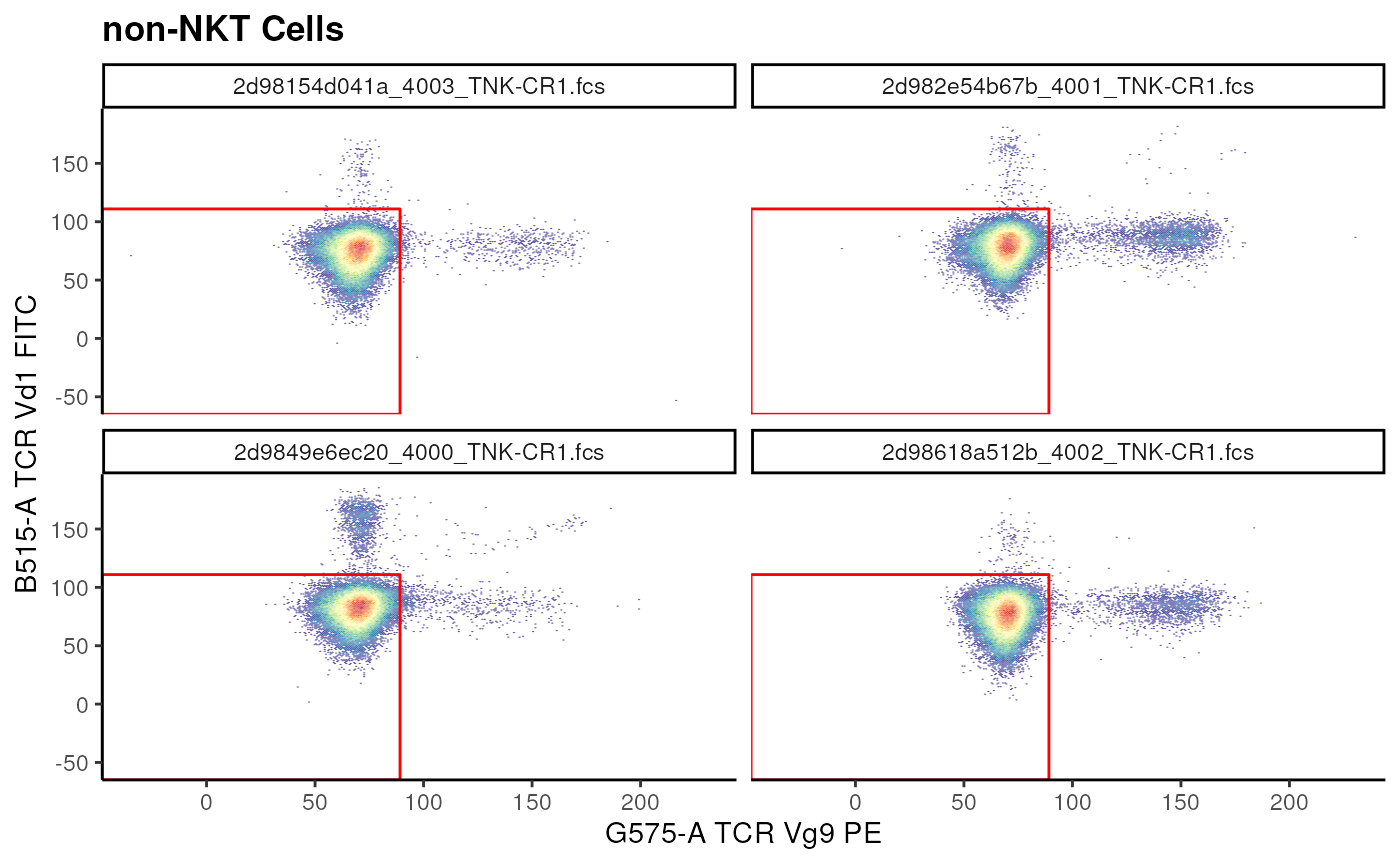 non-NKT Cells
2d98154d041a_4003_TNK-CR1.fcs
2d982e54b67b_4001_TNK-CR1.fcs
150
100
50
0
-50
2d9849e6ec20_4000_TNK-CR1.fcs
2d98618a512b_4002_TNK-CR1.fcs
150
100
50
0
-50
0 50 100 150 200
0 50 100 150 200
G575-A TCR Vg9 PE
B515-A TCR Vd1 FITC